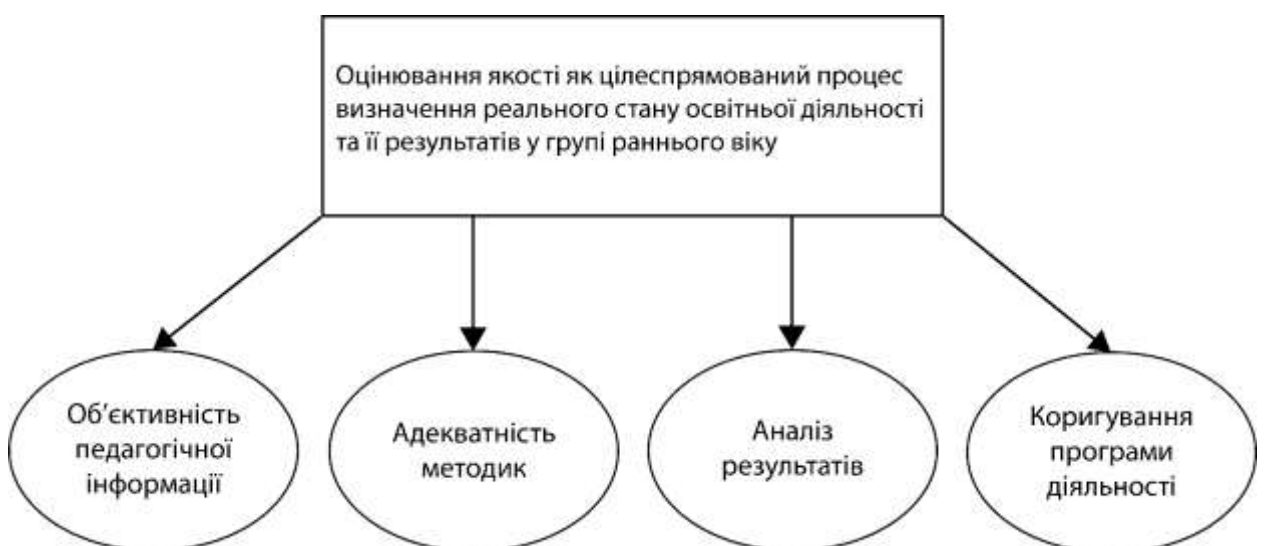 Оцінювання якості як цілеспрямований процес
визначення реального стану освітньої діяльності
та її результатів у групі раннього віку
Об'єктивність
педагогічної
інформації
Адекватність
методик
Аналіз
результатів
Коригування
програми
діяльності